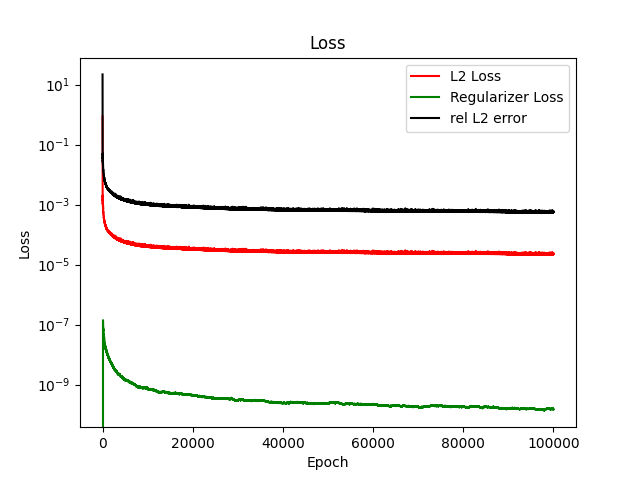 Loss
L2 Loss
Regularizer Loss
rel L2 error
Loss
10¹
10⁻¹
10⁻³
10⁻⁵
10⁻⁷
10⁻⁹
0 20000 40000 60000 80000 100000
Epoch